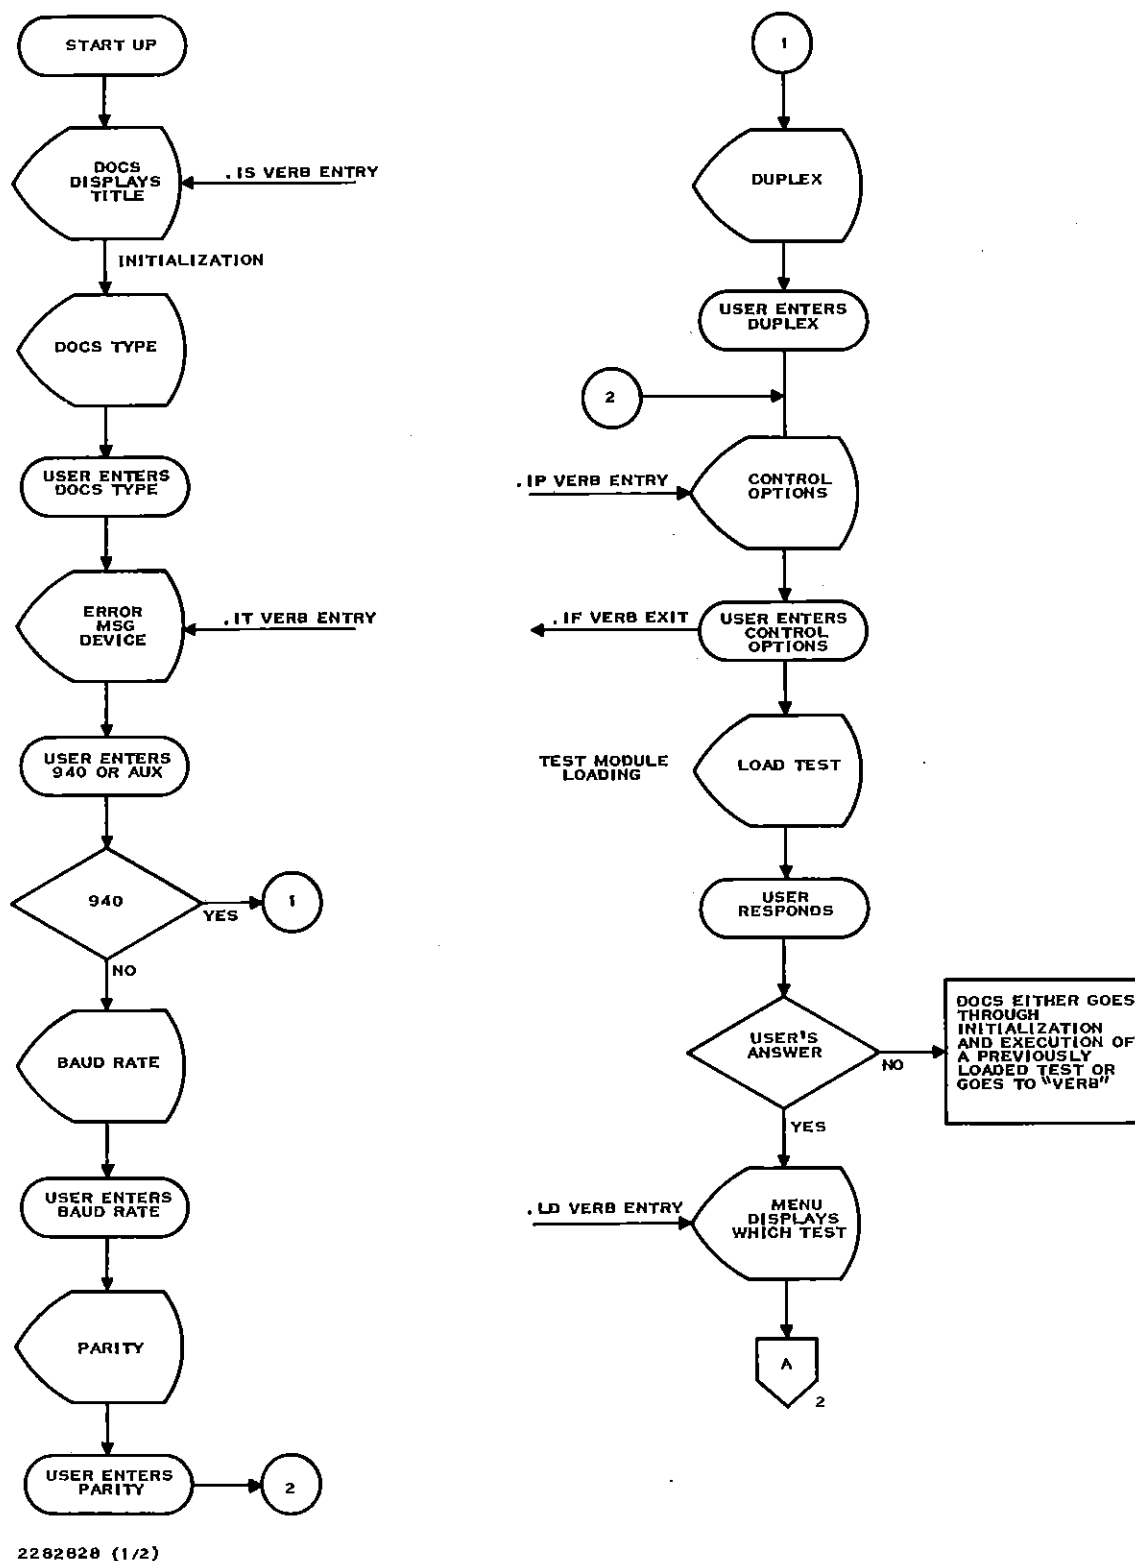 START UP
DOCS
DISPLAYS
TITLE
.IS VERB ENTRY
INITIALIZATION
DOCS TYPE
USER ENTERS
DOCS TYPE
ERROR
MSG
DEVICE
.IT VERB ENTRY
USER ENTERS
940 OR AUX
940
YES
1
NO
BAUD RATE
USER ENTERS
BAUD RATE
PARITY
USER ENTERS
PARITY
2
1
DUPLEX
USER ENTERS
DUPLEX
2
.IP VERB ENTRY
CONTROL
OPTIONS
.IF VERB EXIT
USER ENTERS
CONTROL
OPTIONS
TEST MODULE
LOADING
LOAD TEST
USER
RESPONDS
USER'S
ANSWER
NO
DOCS EITHER GOES
THROUGH
INITIALIZATION
AND EXECUTION OF
A PREVIOUSLY
LOADED TEST OR
GOES TO "VERB"
YES
.LD VERB ENTRY
MENU
DISPLAYS
WHICH TEST
A
2
2282828 (1/2)